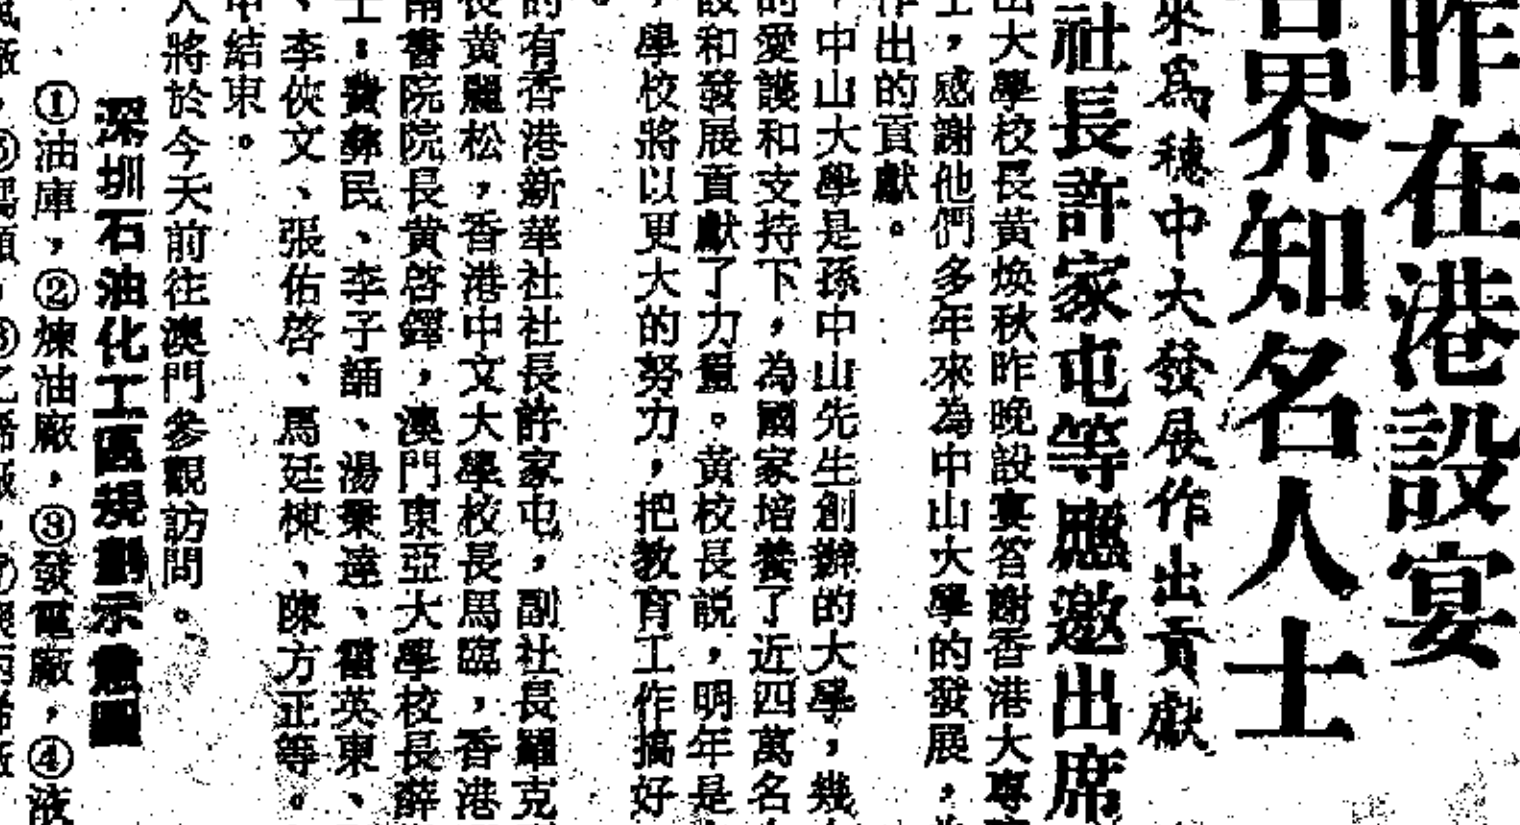 昨在港設宴
各界知名人士
來為穗中大發展作出貢獻
社長許家屯等應邀出席
出大學校長黃煥秋昨晚設宴答謝香港大專
士，感謝他們多年來為中山大學的發展，
作出的貢獻。
中山大學是孫中山先生創辦的大學，幾
的愛護和支持下，為國家培養了近四萬名
設和發展貢獻了力量。黃校長説，明年是
，學校將以更大的努力，把教育工作搞好
的有香港新華社社長許家屯，副社長羅克
長黃麗松，香港中文大學校長馬臨，香港
南書院院長黃啓鐸，澳門東亞大學校長薛
士：費彝民、李子誦、湯秉達、霍英東、
、李俠文、張佑啓、馬廷棟、陳方正等。
中結束。
人將於今天前往澳門參觀訪問。
深圳石油化工區規劃示意圖
、①油庫，②煉油廠，③發電廠，④液